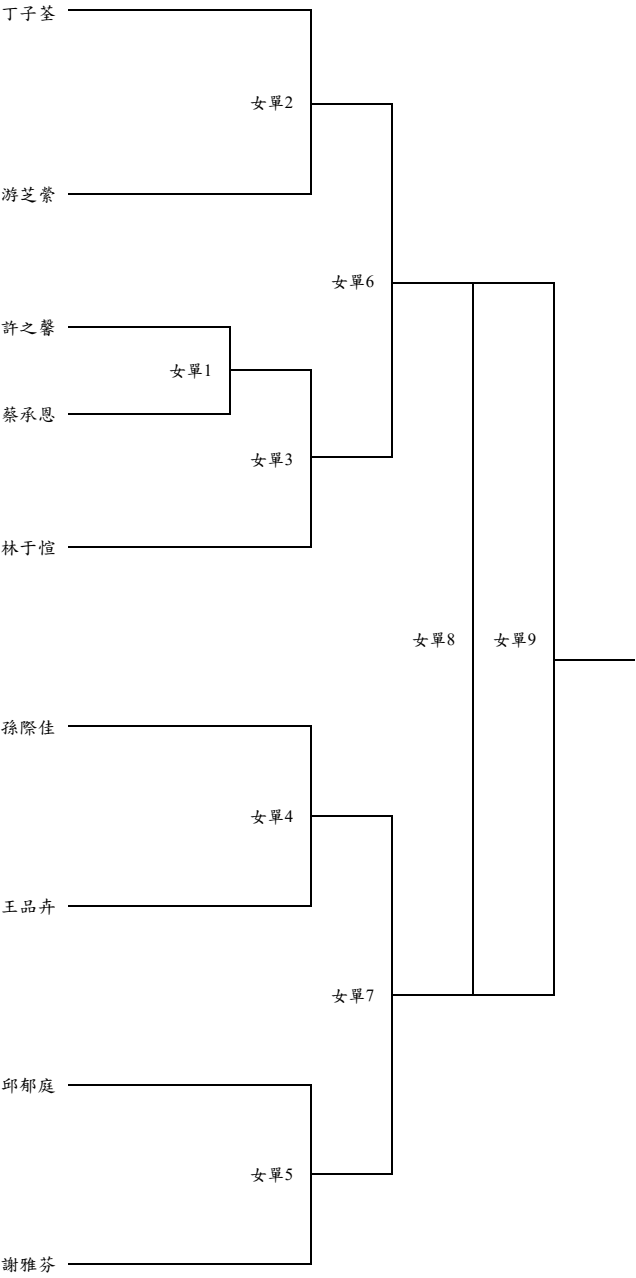 丁子荃
女單2
游芝縈
女單6
許之馨
女單1
蔡承恩
女單3
林于愃
女單8
女單9
孫際佳
女單4
王品卉
女單7
邱郁庭
女單5
謝雅芬